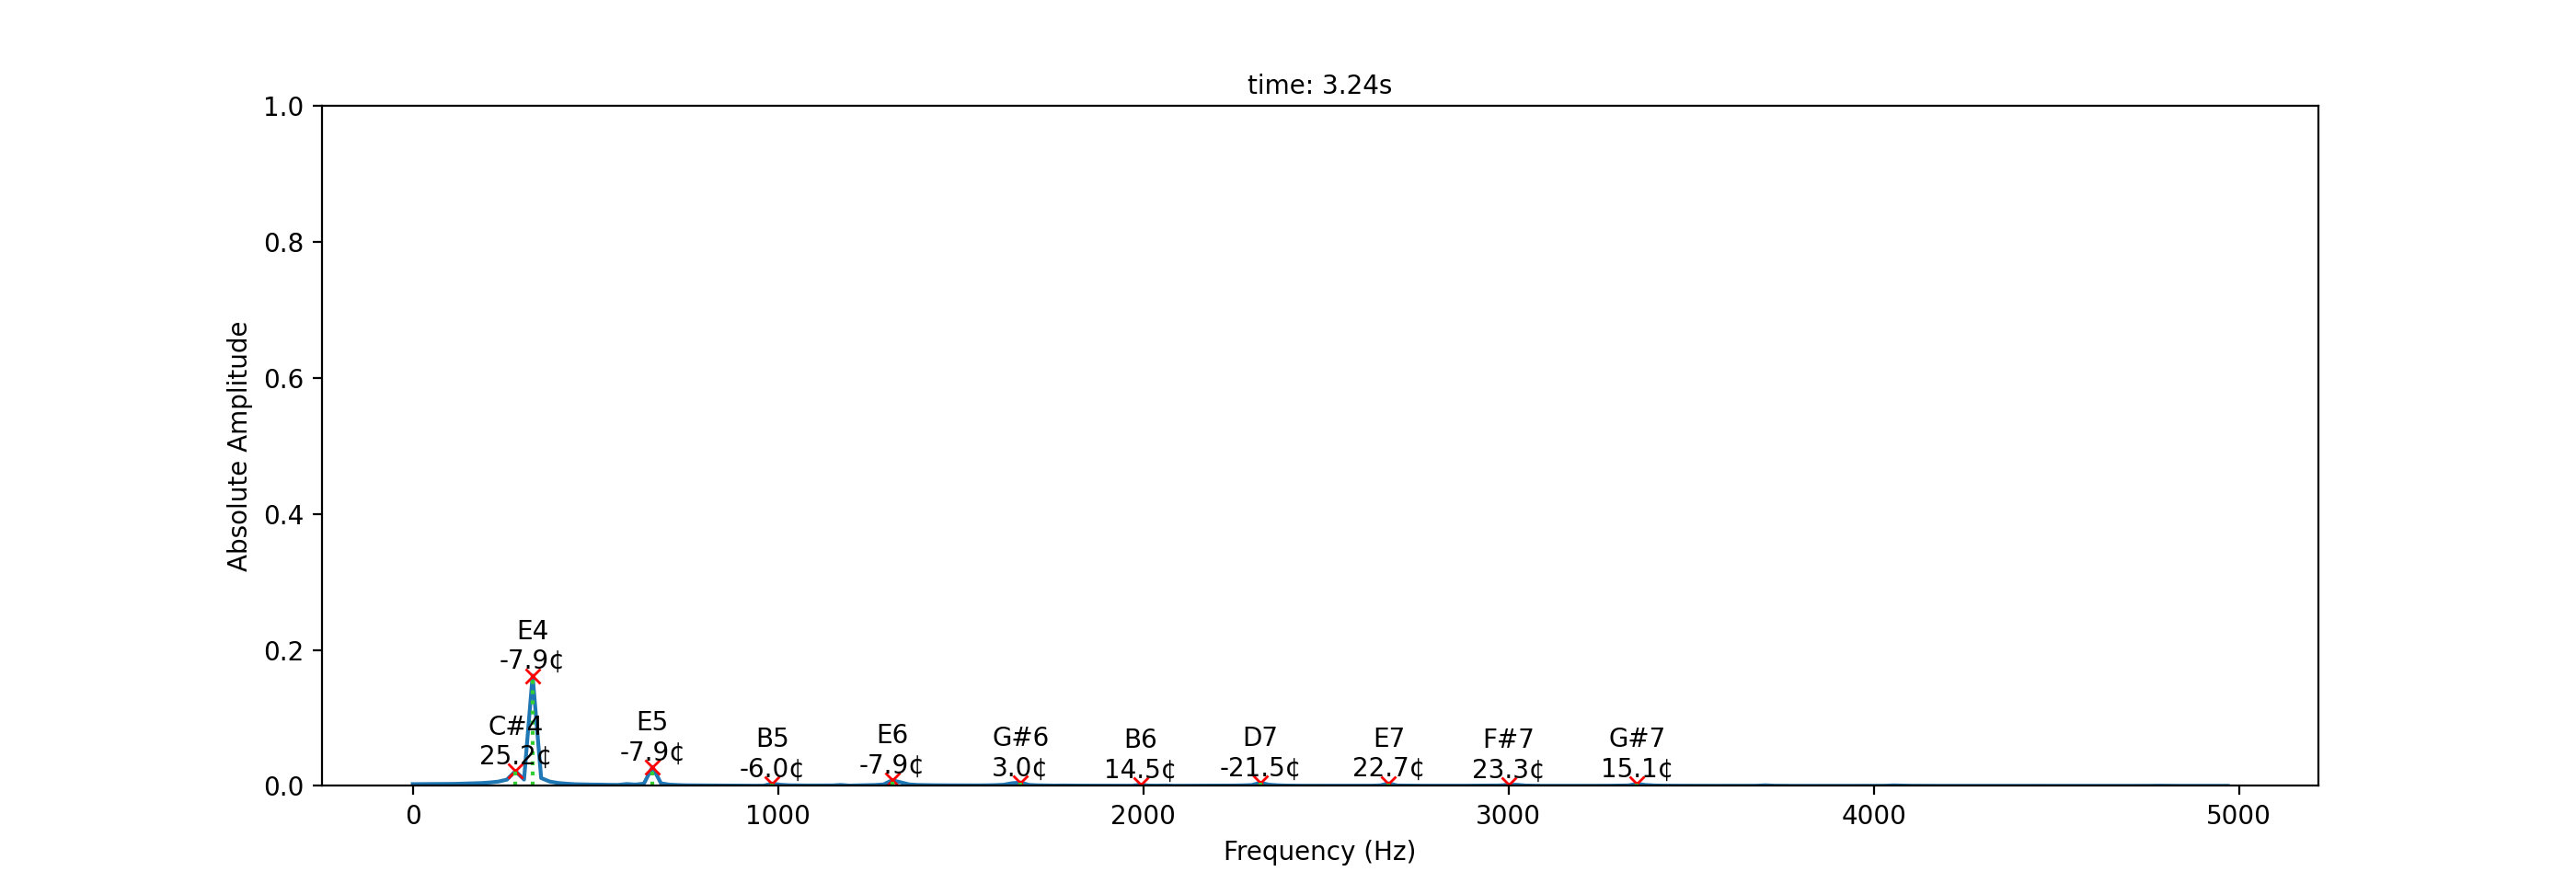 time: 3.24s
1.0
0.8
0.6
0.4
0.2
0.0
Absolute Amplitude
E4
-7.9¢
C#4
25.2¢
E5
-7.9¢
B5
-6.0¢
E6
-7.9¢
G#6
3.0¢
B6
14.5¢
D7
-21.5¢
E7
22.7¢
F#7
23.3¢
G#7
15.1¢
0 1000 2000 3000 4000 5000
Frequency (Hz)